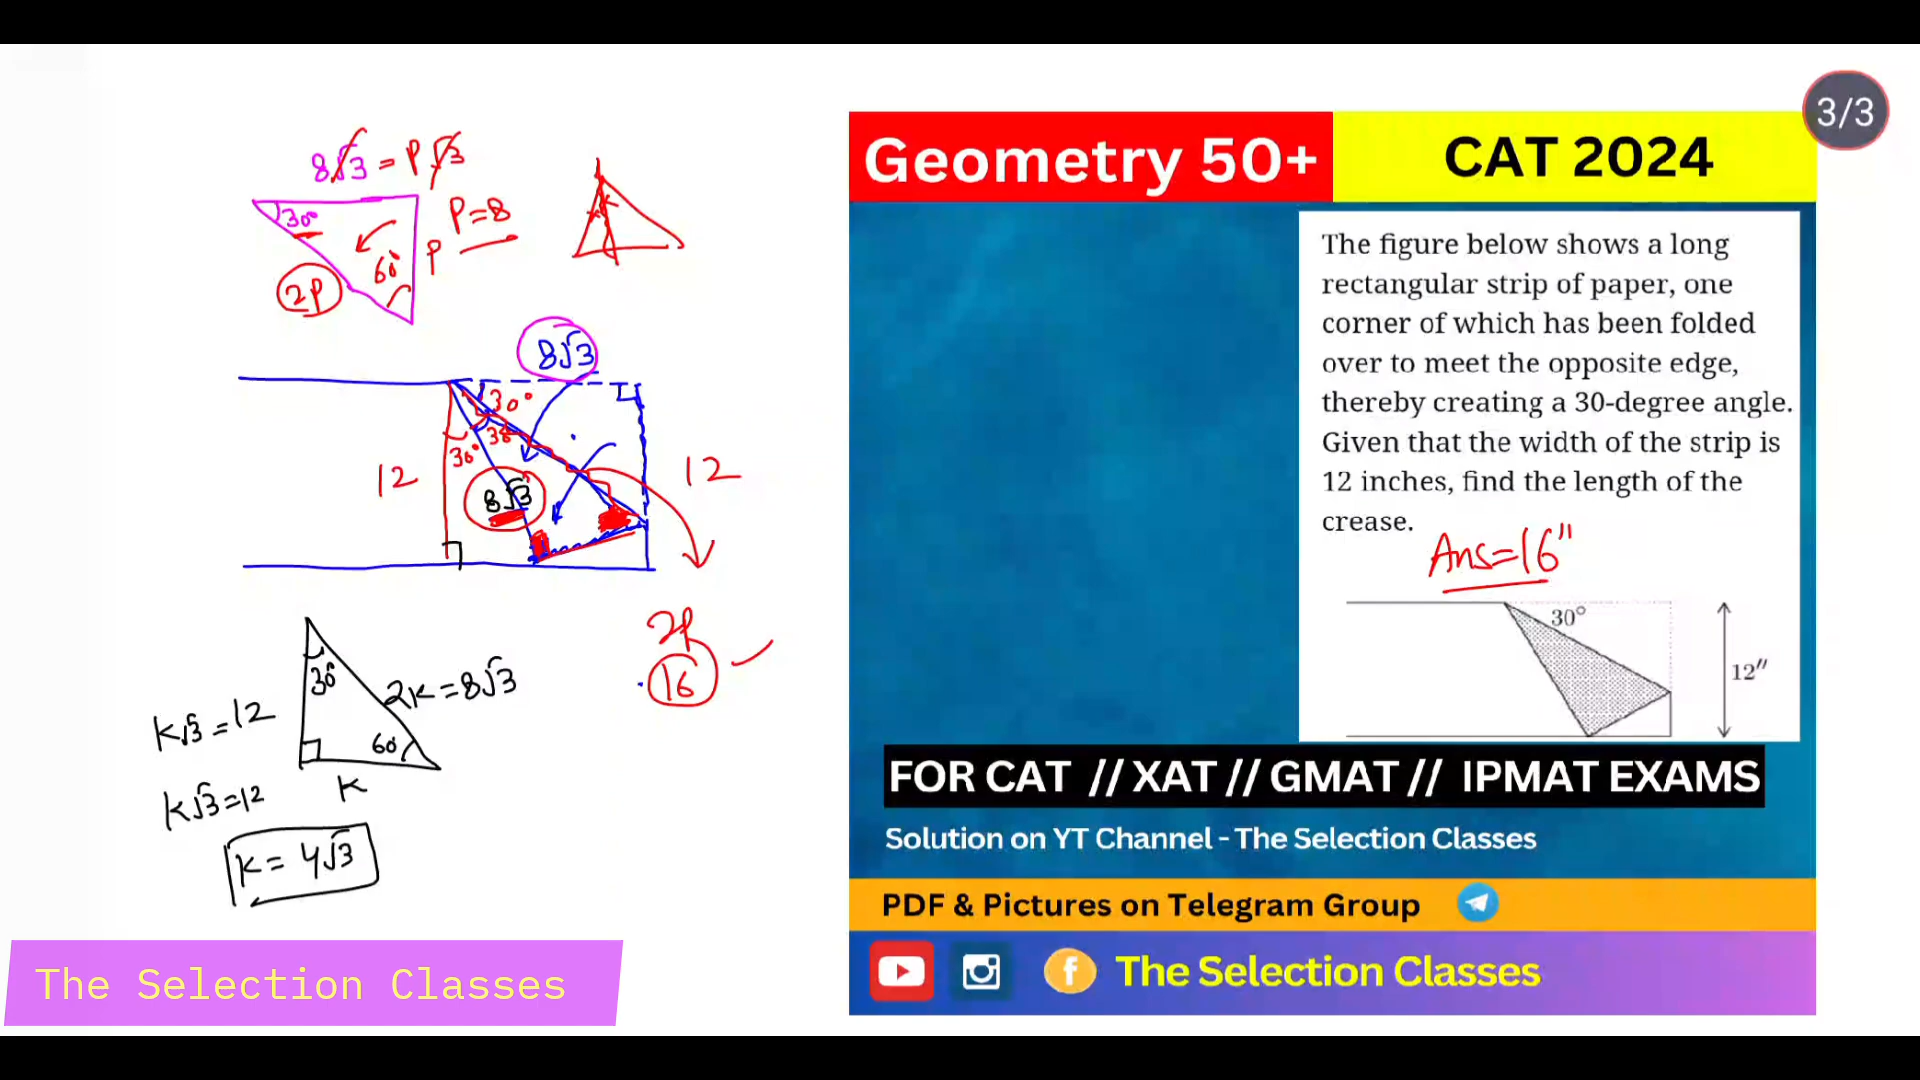 3/3
8√3 = P√3
30°
P=8
P
60°
2P
8√3
30°
30
30°
12
8√3
12
2P
16
30°
2K=8√3
K√3=12
60
K
K√3=12
K= 4√3
The Selection Classes
Geometry 50+
CAT 2024
The figure below shows a long
rectangular strip of paper, one
corner of which has been folded
over to meet the opposite edge,
thereby creating a 30-degree angle.
Given that the width of the strip is
12 inches, find the length of the
crease.
Ans=16"
30°
12″
FOR CAT // XAT // GMAT // IPMAT EXAMS
Solution on YT Channel - The Selection Classes
PDF & Pictures on Telegram Group
The Selection Classes